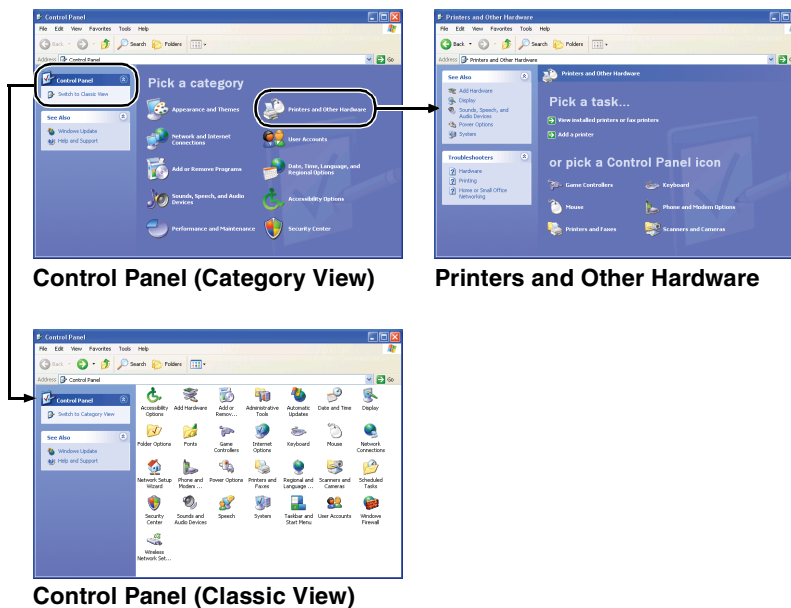 Control Panel
File Edit View Favorites Tools Help
Back Search Folders
Address Control Panel Go
Control Panel
Switch to Classic View
See Also
Windows Update
Help and Support
Pick a category
Appearance and Themes
Printers and Other Hardware
Network and Internet
Connections
User Accounts
Add or Remove Programs
Date, Time, Language, and
Regional Options
Sounds, Speech, and Audio
Devices
Accessibility Options
Performance and Maintenance
Security Center
Control Panel (Category View)
Printers and Other Hardware
File Edit View Favorites Tools Help
Back Search Folders
Address Printers and Other Hardware
See Also
Add Hardware
Display
Sounds, Speech, and
Audio Devices
Power Options
System
Troubleshooters
Hardware
Printing
Home or Small Office
Networking
Printers and Other Hardware
Pick a task...
View installed printers or fax printers
Add a printer
or pick a Control Panel icon
Game Controllers
Keyboard
Mouse
Phone and Modem Options
Printers and Faxes
Scanners and Cameras
Printers and Other Hardware
Control Panel
File Edit View Favorites Tools Help
Back Search Folders
Address Control Panel Go
Control Panel
Switch to Category View
See Also
Windows Update
Help and Support
Accessibility Add Hardware Add or Administrative Automatic Date and Time Display
Options Remov... Tools Updates
Folder Options Fonts Game Internet Keyboard Mouse Network
Controllers Options Connections
Network Setup Phone and Power Options Printers and Regional and Scanners and Scheduled
Wizard Modem ... Faxes Language ... Cameras Tasks
Security Sounds and Speech System Taskbar and User Accounts Windows
Center Audio Devices Start Menu Firewall
Wireless
Network Set...
Control Panel (Classic View)